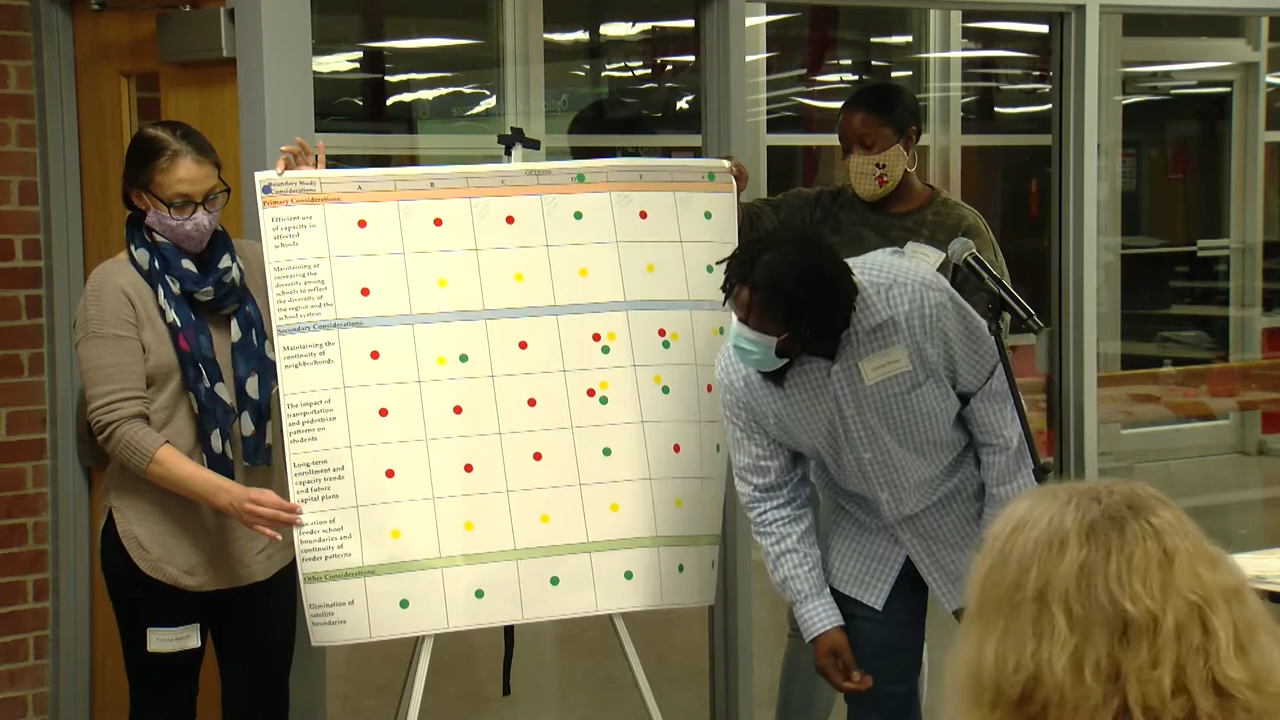 OPTIONS
Boundary Study
Considerations
A B C D E
Primary Considerations:
Efficient use
of capacity in
affected
schools
Maintaining or
increasing the
diversity among
schools to reflect
the diversity of
the region and the
school system
Secondary Considerations:
Maintaining the
continuity of
neighborhoods
The impact of
transportation
and pedestrian
patterns on
students
Long-term
enrollment and
capacity trends
and future
capital plans
Location of
feeder school
boundaries and
continuity of
feeder patterns
Other Considerations:
Elimination of
satellite
boundaries